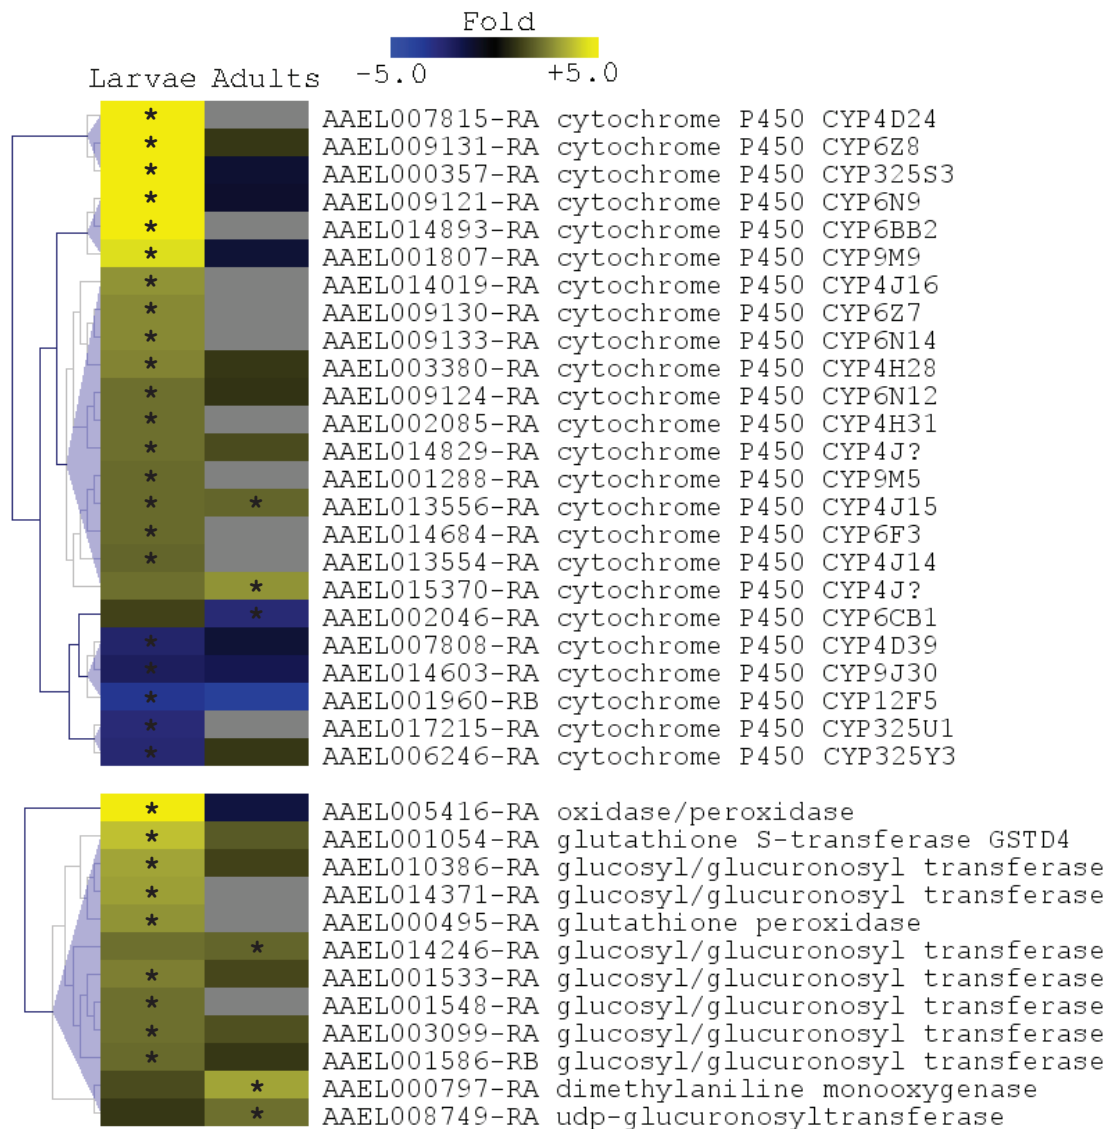 Fold
Larvae Adults -5.0 +5.0
* AAEL007815-RA cytochrome P450 CYP4D24
* AAEL009131-RA cytochrome P450 CYP6Z8
* AAEL000357-RA cytochrome P450 CYP325S3
* AAEL009121-RA cytochrome P450 CYP6N9
* AAEL014893-RA cytochrome P450 CYP6BB2
* AAEL001807-RA cytochrome P450 CYP9M9
* AAEL014019-RA cytochrome P450 CYP4J16
* AAEL009130-RA cytochrome P450 CYP6Z7
* AAEL009133-RA cytochrome P450 CYP6N14
* AAEL003380-RA cytochrome P450 CYP4H28
* AAEL009124-RA cytochrome P450 CYP6N12
* AAEL002085-RA cytochrome P450 CYP4H31
* AAEL014829-RA cytochrome P450 CYP4J?
* AAEL001288-RA cytochrome P450 CYP9M5
* * AAEL013556-RA cytochrome P450 CYP4J15
* AAEL014684-RA cytochrome P450 CYP6F3
* AAEL013554-RA cytochrome P450 CYP4J14
* AAEL015370-RA cytochrome P450 CYP4J?
* AAEL002046-RA cytochrome P450 CYP6CB1
* AAEL007808-RA cytochrome P450 CYP4D39
* AAEL014603-RA cytochrome P450 CYP9J30
* AAEL001960-RB cytochrome P450 CYP12F5
* AAEL017215-RA cytochrome P450 CYP325U1
* AAEL006246-RA cytochrome P450 CYP325Y3
* AAEL005416-RA oxidase/peroxidase
* AAEL001054-RA glutathione S-transferase GSTD4
* AAEL010386-RA glucosyl/glucuronosyl transferase
* AAEL014371-RA glucosyl/glucuronosyl transferase
* AAEL000495-RA glutathione peroxidase
* AAEL014246-RA glucosyl/glucuronosyl transferase
* AAEL001533-RA glucosyl/glucuronosyl transferase
* AAEL001548-RA glucosyl/glucuronosyl transferase
* AAEL003099-RA glucosyl/glucuronosyl transferase
* AAEL001586-RB glucosyl/glucuronosyl transferase
* AAEL000797-RA dimethylaniline monooxygenase
* AAEL008749-RA udp-glucuronosyltransferase